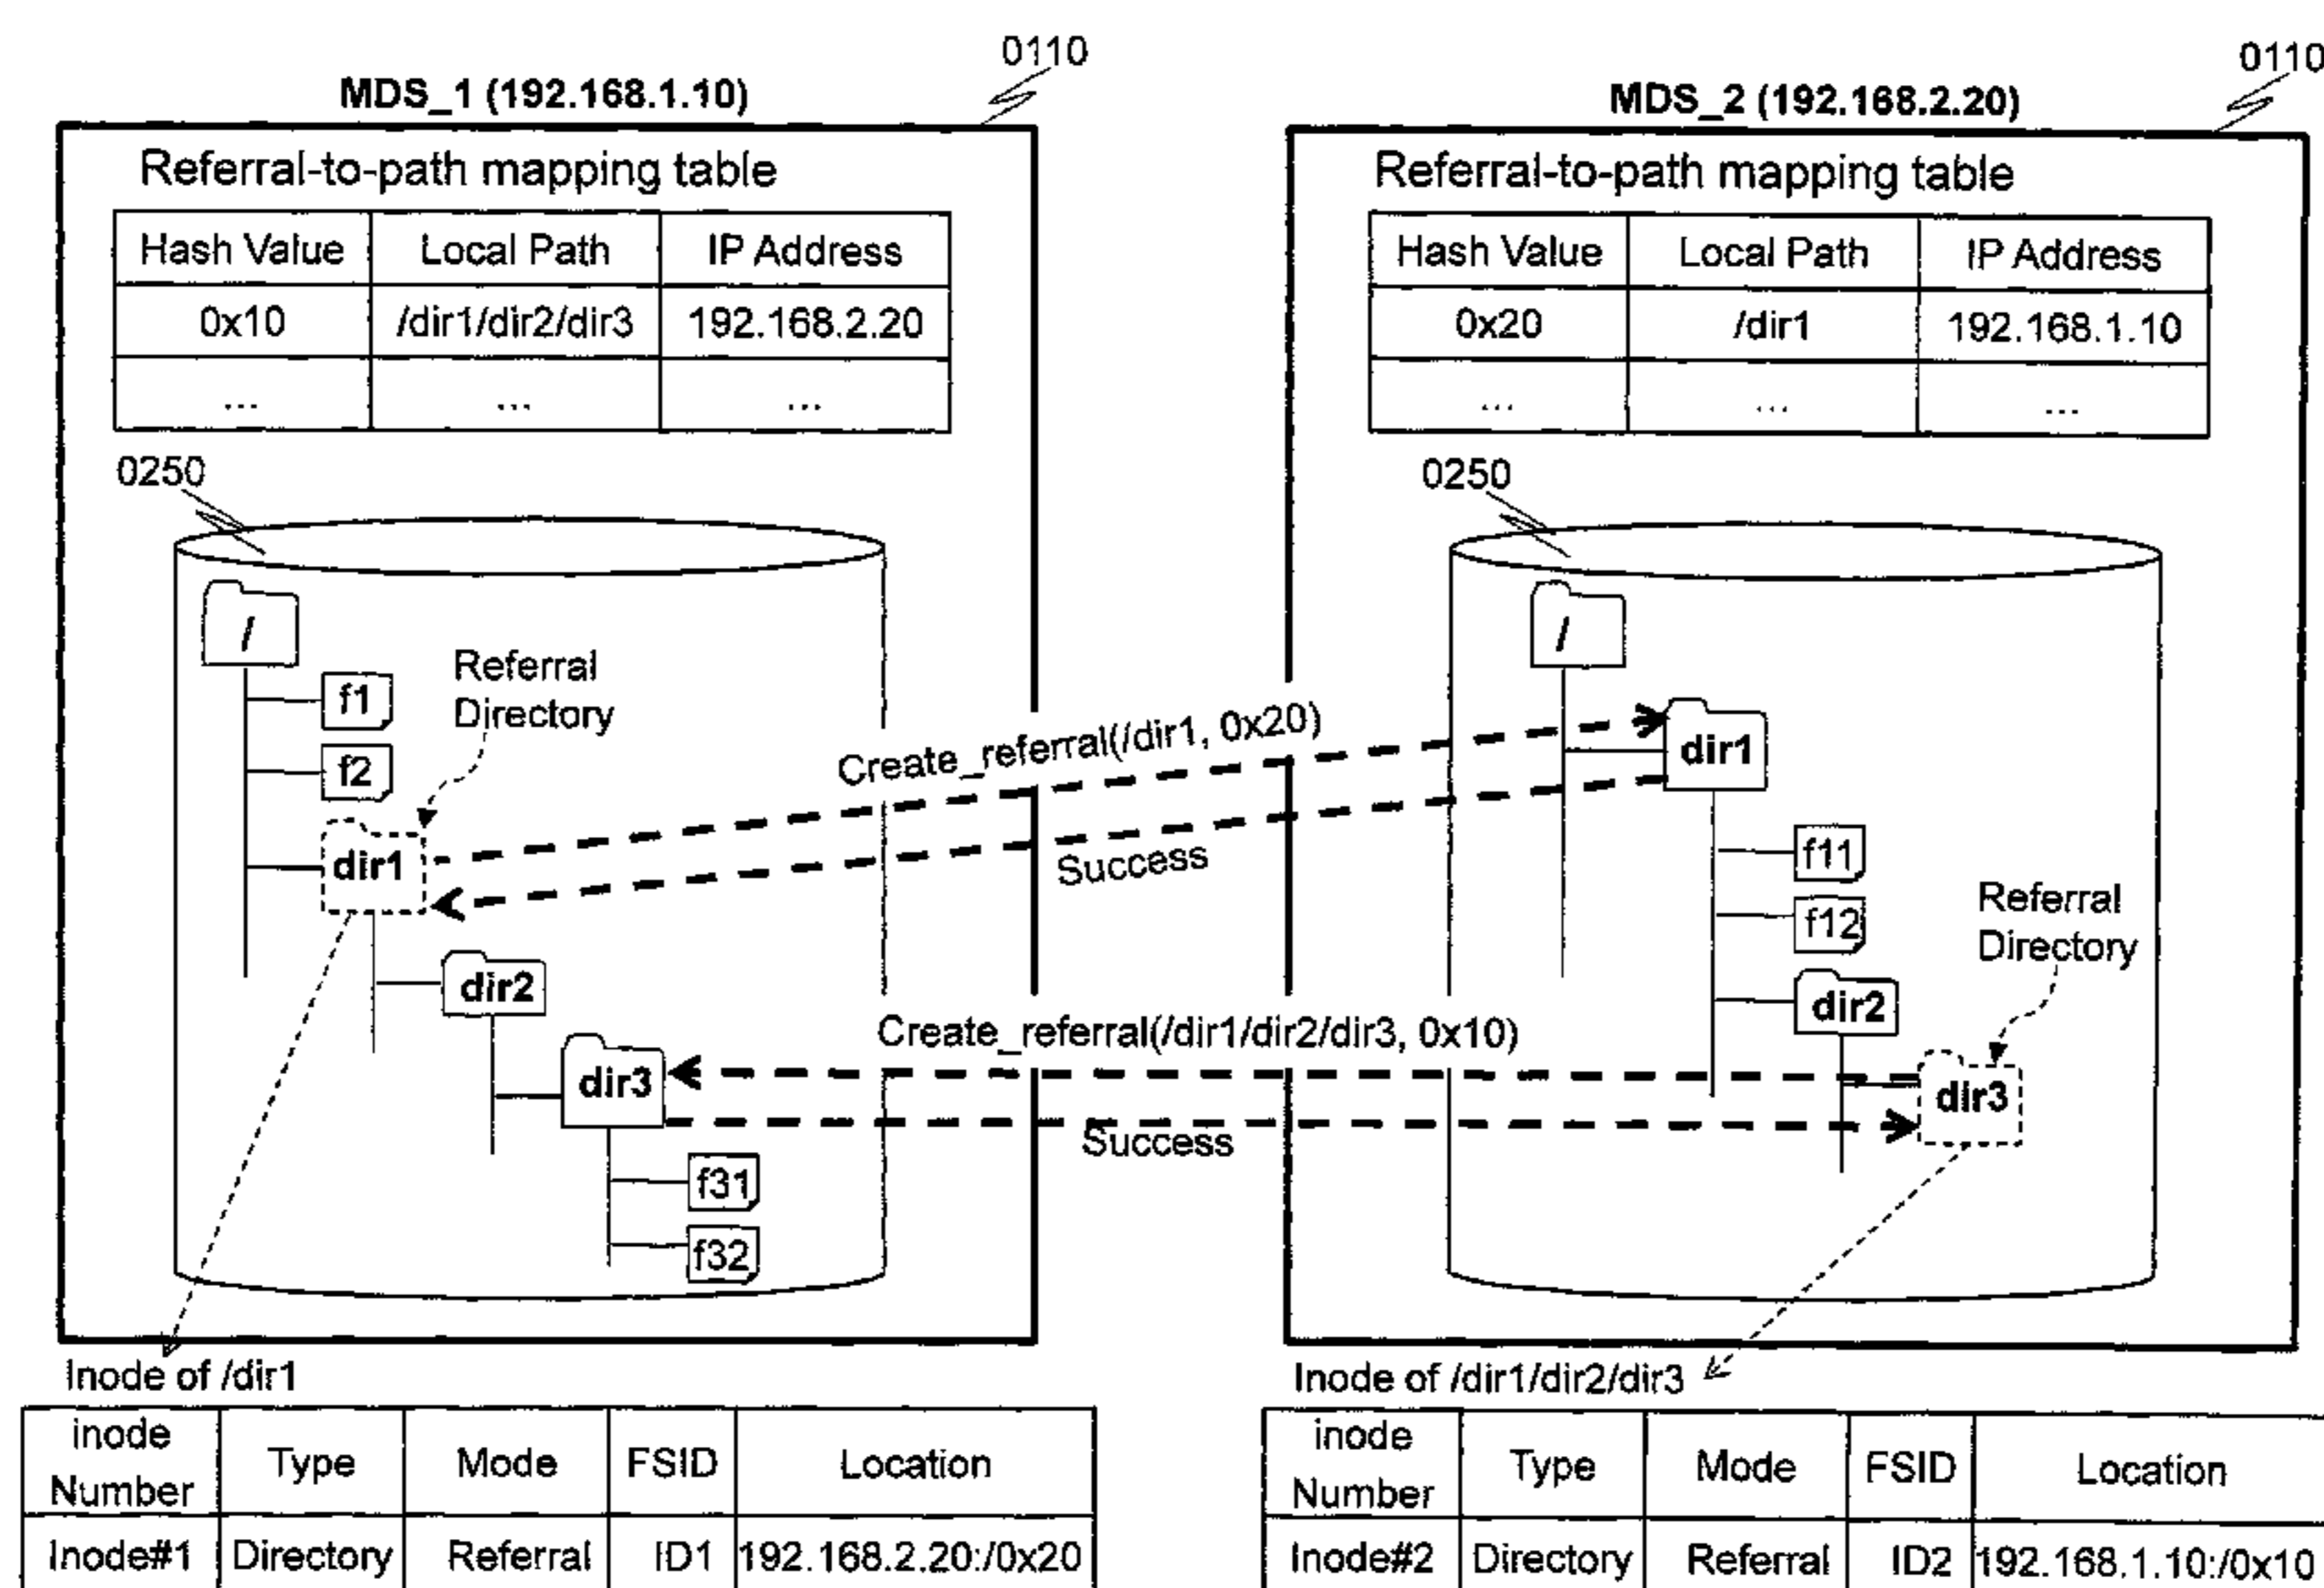 0110
MDS_1 (192.168.1.10)
Referral-to-path mapping table
Hash Value Local Path IP Address
0x10 /dir1/dir2/dir3 192.168.2.20
... ... ...
0250
/
f1
f2
Referral
Directory
dir1
dir2
dir3
f31
f32
0110
MDS_2 (192.168.2.20)
Referral-to-path mapping table
Hash Value Local Path IP Address
0x20 /dir1 192.168.1.10
... ... ...
0250
/
dir1
f11
f12
Referral
Directory
dir2
dir3
Create_referral(/dir1, 0x20)
Success
Create_referral(/dir1/dir2/dir3, 0x10)
Success
Inode of /dir1
inode
Number Type Mode FSID Location
Inode#1 Directory Referral ID1 192.168.2.20:/0x20
Inode of /dir1/dir2/dir3
inode
Number Type Mode FSID Location
Inode#2 Directory Referral ID2 192.168.1.10:/0x10